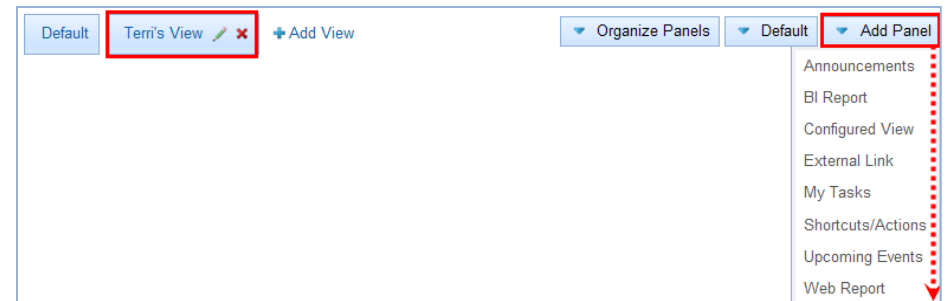 Default Terri's View Add View Organize Panels Default Add Panel
Announcements
BI Report
Configured View
External Link
My Tasks
Shortcuts/Actions
Upcoming Events
Web Report